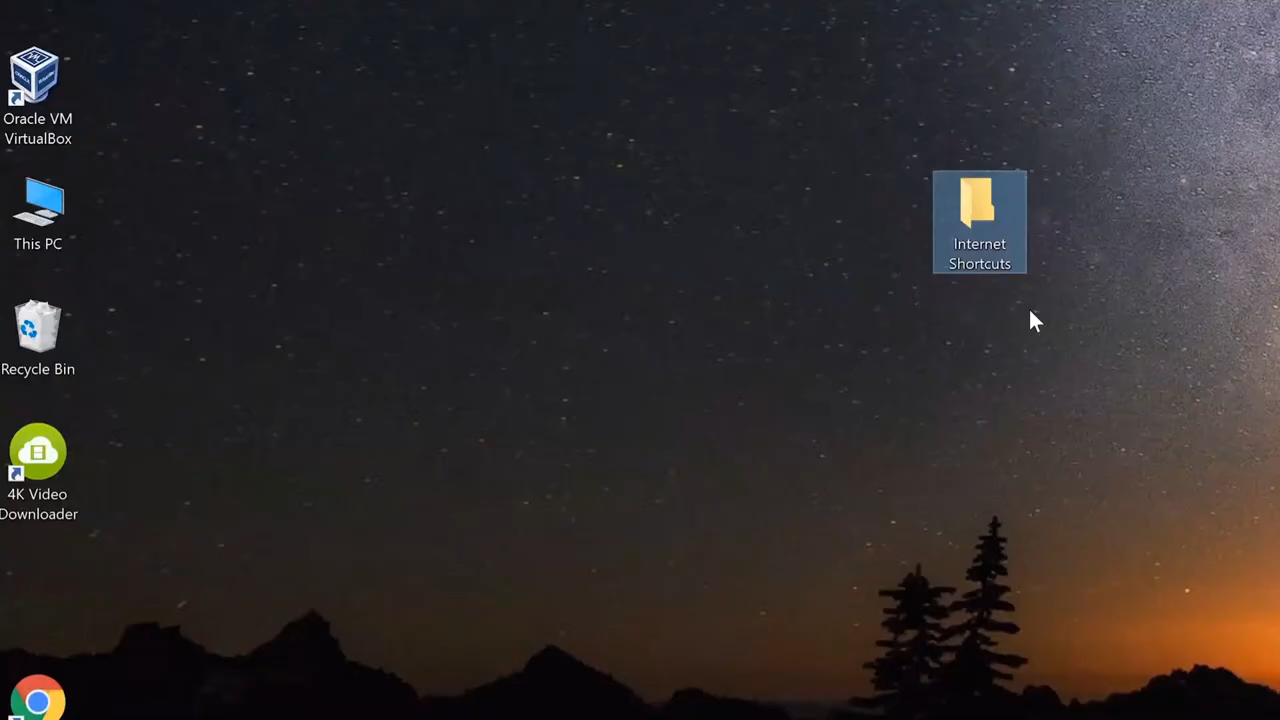 Oracle VM
VirtualBox
This PC
Recycle Bin
4K Video
Downloader
Internet
Shortcuts